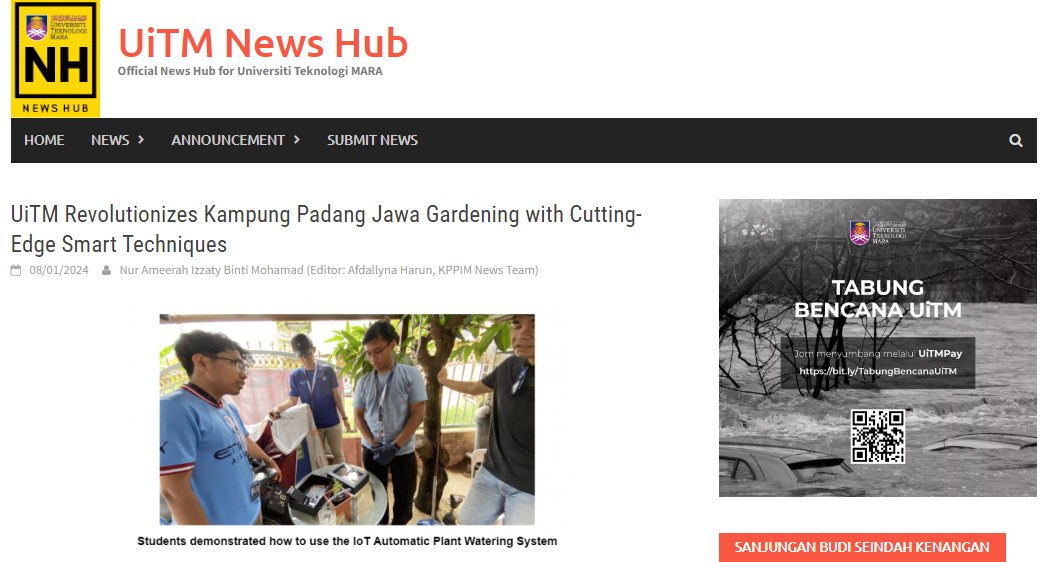 UNIVERSITI
TEKNOLOGI
MARA
NH
NEWS HUB
UiTM News Hub
Official News Hub for Universiti Teknologi MARA
HOME
NEWS
ANNOUNCEMENT
SUBMIT NEWS
UiTM Revolutionizes Kampung Padang Jawa Gardening with Cutting-
Edge Smart Techniques
08/01/2024
Nur Ameerah Izzaty Binti Mohamad (Editor: Afdallyna Harun, KPPIM News Team)
Students demonstrated how to use the IoT Automatic Plant Watering System
UNIVERSITI
TEKNOLOGI
MARA
TABUNG
BENCANA UiTM
Jom menyumbang melalui UiTMPay
https://bit.ly/TabungBencanaUiTM
SANJUNGAN BUDI SEINDAH KENANGAN